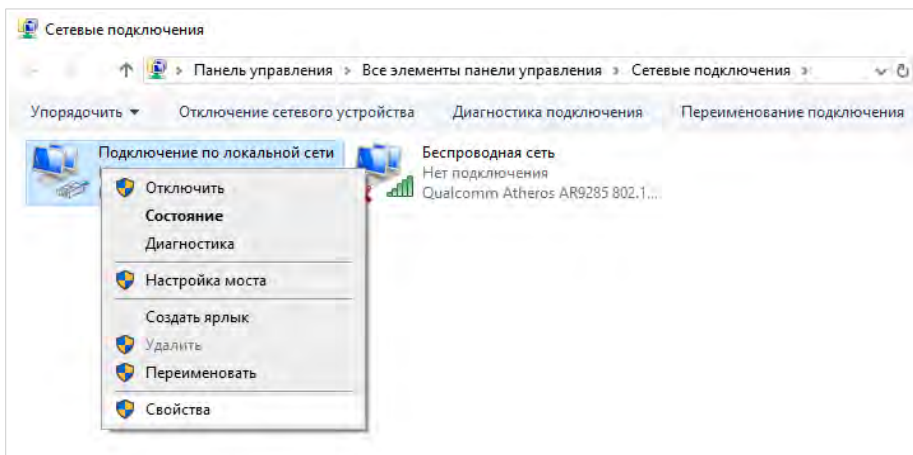 Сетевые подключения
Панель управления > Все элементы панели управления > Сетевые подключения >
Упорядочить Отключение сетевого устройства Диагностика подключения Переименование подключения
Подключение по локальной сети
Беспроводная сеть
Нет подключения
Qualcomm Atheros AR9285 802.1...
Отключить
Состояние
Диагностика
Настройка моста
Создать ярлык
Удалить
Переименовать
Свойства